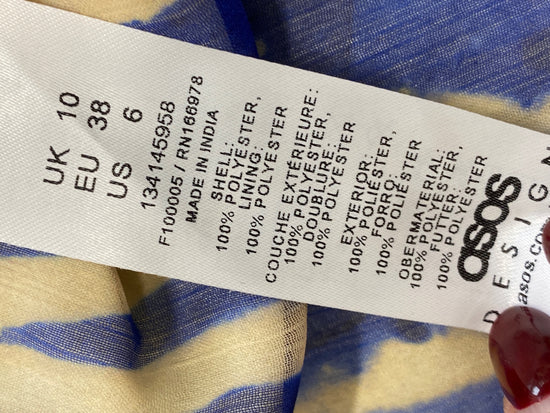 UK 10
EU 38
US 6
134145958
F100005 / RN166978
MADE IN INDIA
SHELL:
100% POLYESTER,
LINING:
100% POLYESTER
COUCHE EXTÉRIEURE:
100% POLYESTER,
DOUBLURE:
100% POLYESTER
EXTERIOR:
100% POLIÉSTER,
FORRO:
100% POLIÉSTER
OBERMATERIAL:
100% POLYESTER,
FUTTER:
100% POLYESTER
asos
DESIGN
asos.co